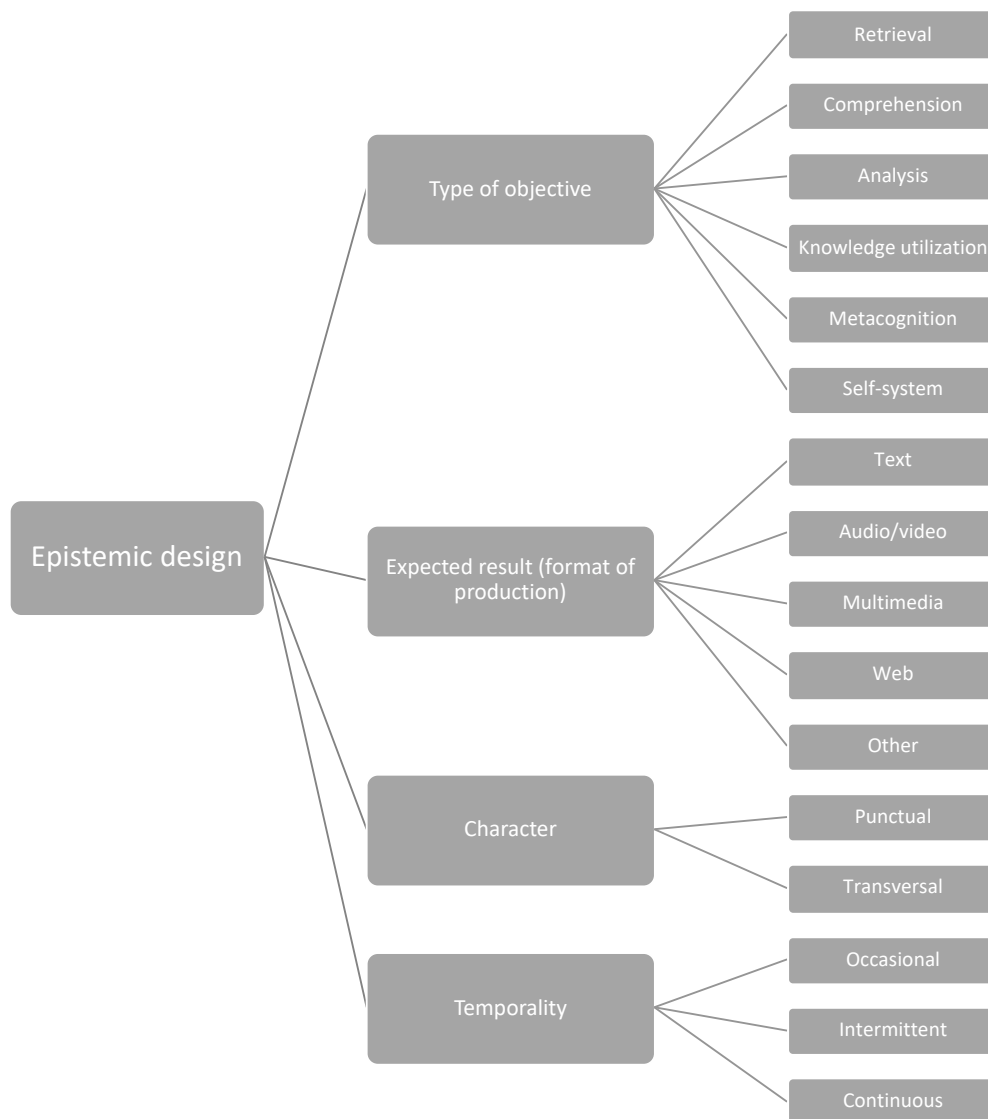 Epistemic design
Type of objective
Retrieval
Comprehension
Analysis
Knowledge utilization
Metacognition
Self-system
Expected result (format of
production)
Text
Audio/video
Multimedia
Web
Other
Character
Punctual
Transversal
Temporality
Occasional
Intermittent
Continuous